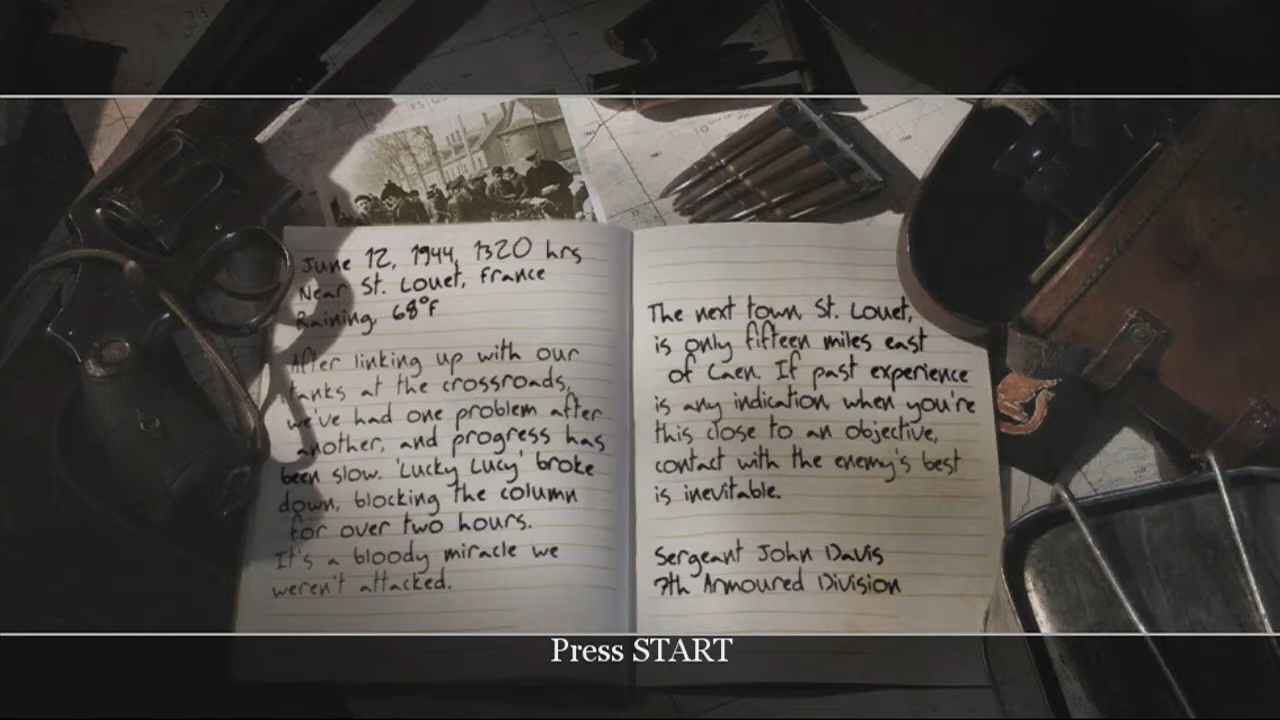 June 12, 1944, 1320 hrs
Near St. Louet, France
Raining, 68°F
After linking up with our
tanks at the crossroads,
we've had one problem after
another, and progress has
been slow. 'Lucky Lucy' broke
down, blocking the column
for over two hours.
It's a bloody miracle we
weren't attacked.
The next town, St. Louet,
is only fifteen miles east
of Caen. If past experience
is any indication, when you're
this close to an objective,
contact with the enemy's best
is inevitable.
Sergeant John Davis
7th Armoured Division
Press START